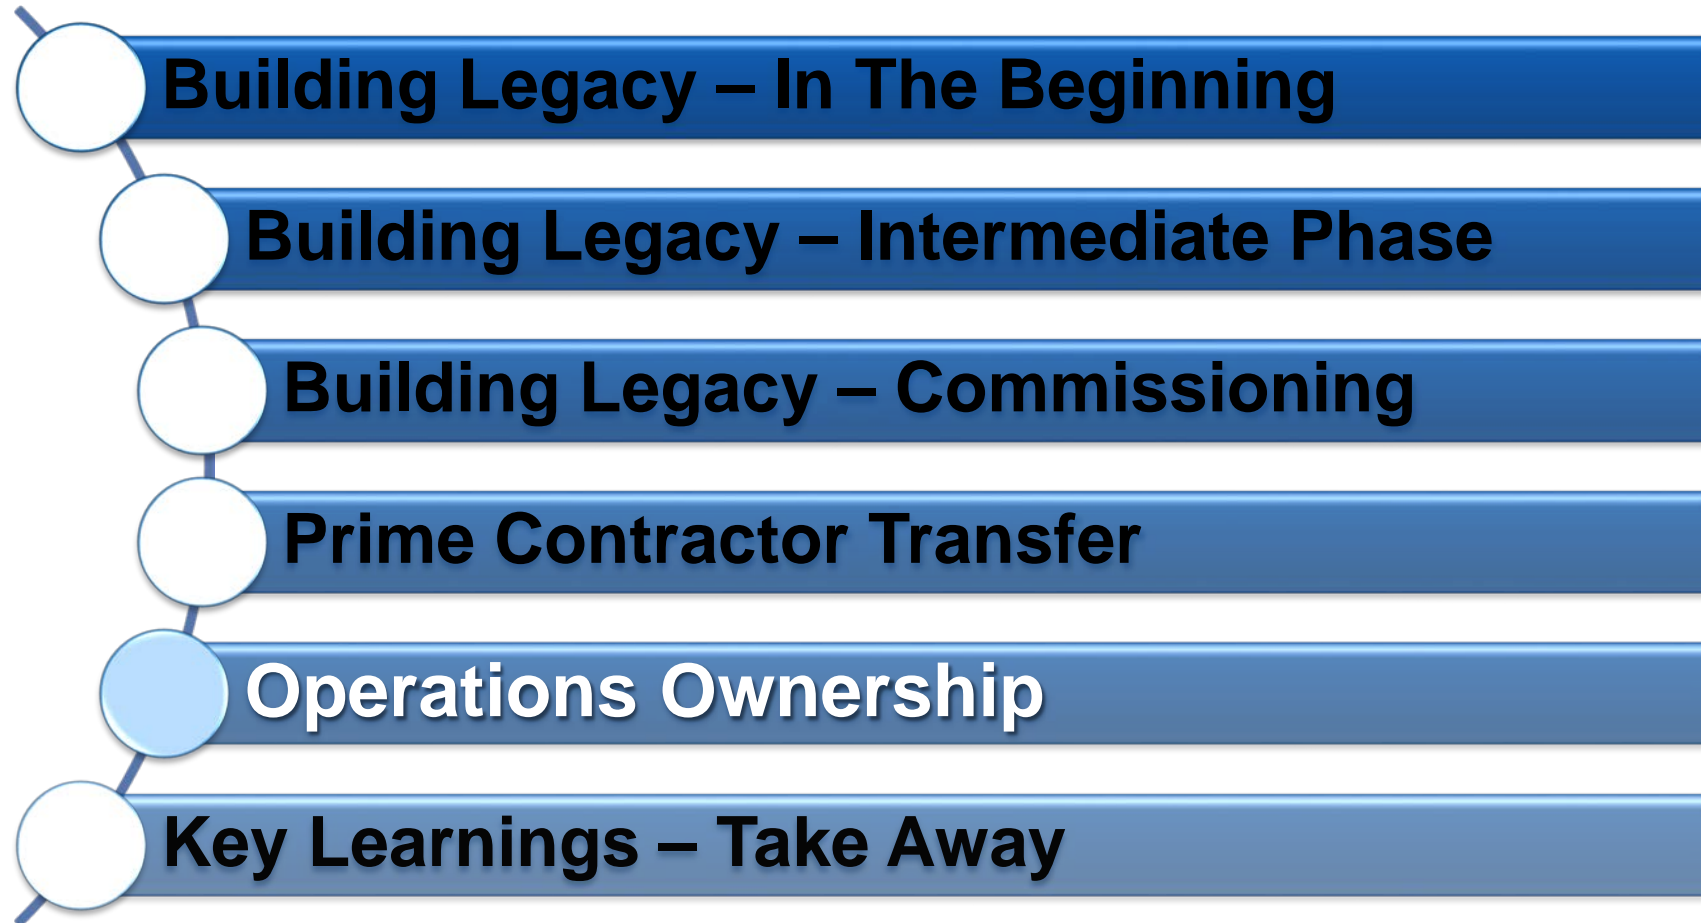 Building Legacy – In The Beginning
Building Legacy – Intermediate Phase
Building Legacy – Commissioning
Prime Contractor Transfer
Operations Ownership
Key Learnings – Take Away